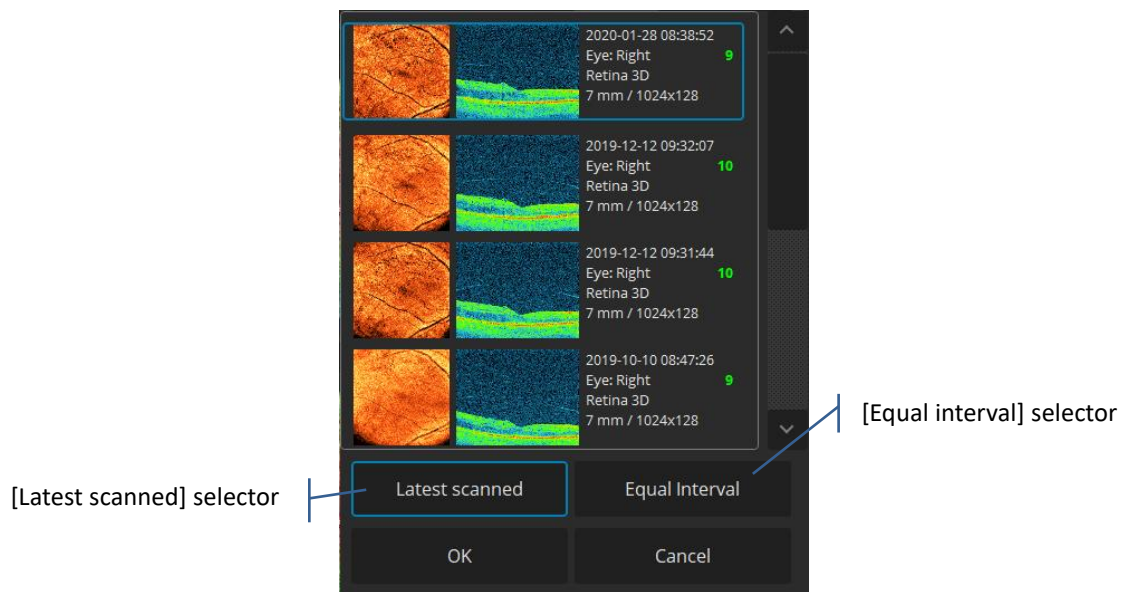 2020-01-28 08:38:52
Eye: Right 9
Retina 3D
7 mm / 1024x128
2019-12-12 09:32:07
Eye: Right 10
Retina 3D
7 mm / 1024x128
2019-12-12 09:31:44
Eye: Right 10
Retina 3D
7 mm / 1024x128
2019-10-10 08:47:26
Eye: Right 9
Retina 3D
7 mm / 1024x128
[Equal interval] selector
[Latest scanned] selector
Latest scanned
Equal Interval
OK
Cancel